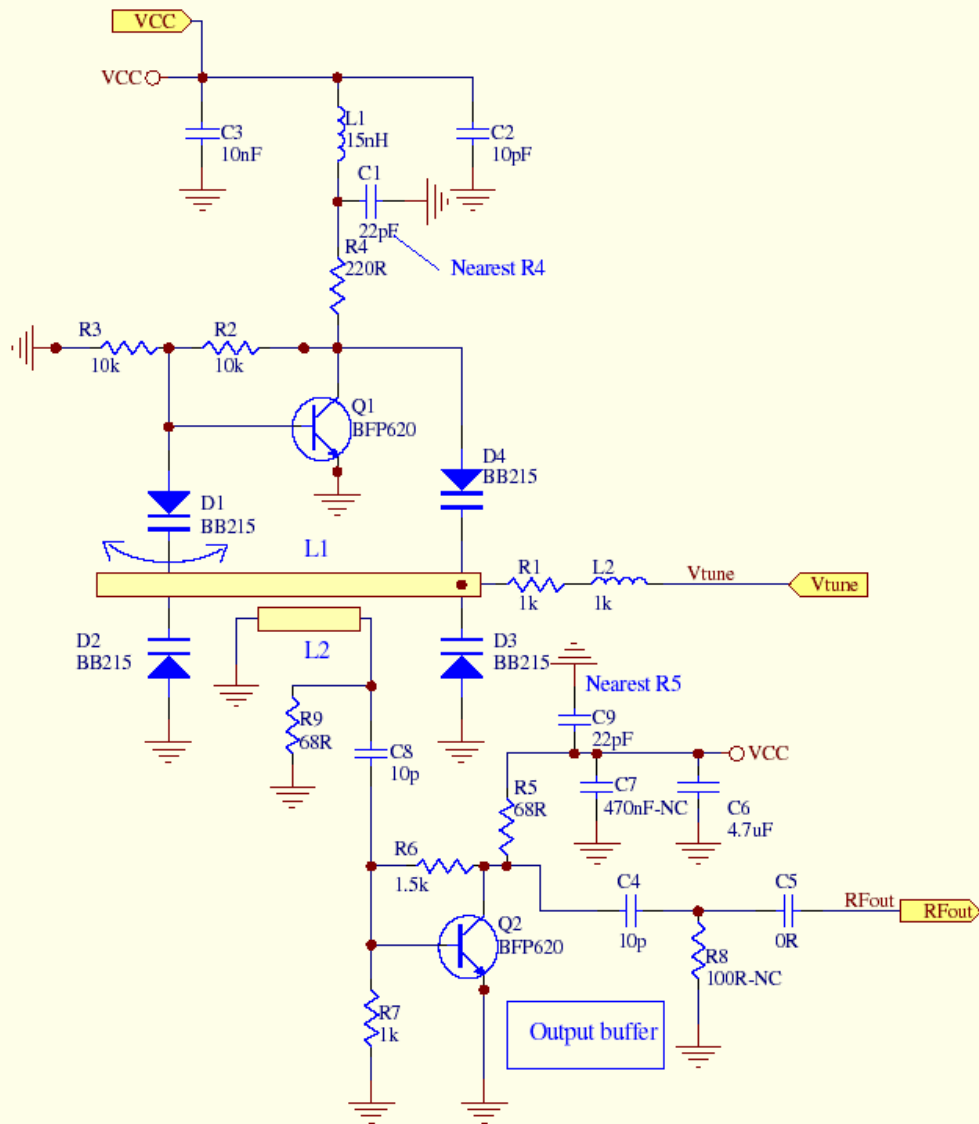 VCC
VCC
C3
10nF
L1
15nH
C2
10pF
C1
22pF
R4
220R
Nearest R4
R3
10k
R2
10k
Q1
BFP620
D4
BB215
D1
BB215
L1
R1
1k
L2
1k
Vtune
Vtune
D2
BB215
L2
D3
BB215
Nearest R5
R9
68R
C9
22pF
C8
10p
VCC
R5
68R
C7
470nF-NC
C6
4.7uF
R6
1.5k
C4
10p
C5
0R
RFout
RFout
Q2
BFP620
R8
100R-NC
R7
1k
Output buffer